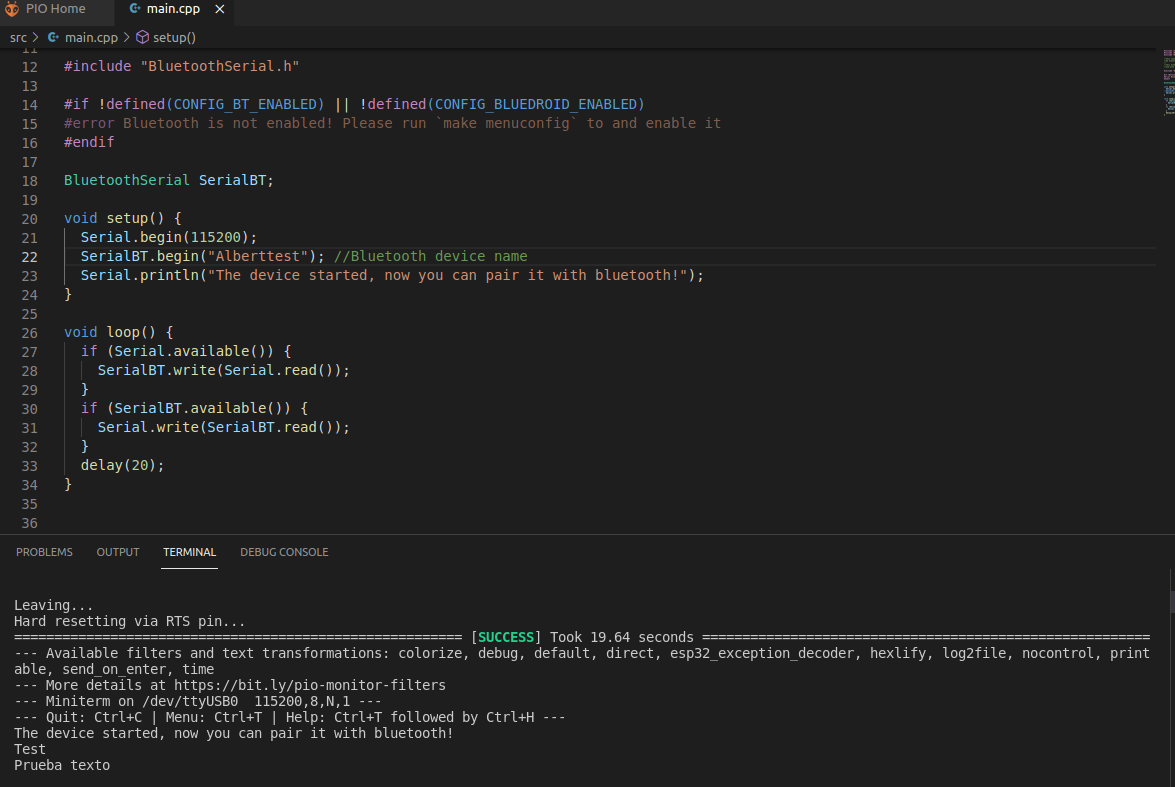 PIO Home
main.cpp
src > main.cpp > setup()
11
12 #include "BluetoothSerial.h"
13
14 #if !defined(CONFIG_BT_ENABLED) || !defined(CONFIG_BLUEDROID_ENABLED)
15 #error Bluetooth is not enabled! Please run `make menuconfig` to and enable it
16 #endif
17
18 BluetoothSerial SerialBT;
19
20 void setup() {
21 Serial.begin(115200);
22 SerialBT.begin("Alberttest"); //Bluetooth device name
23 Serial.println("The device started, now you can pair it with bluetooth!");
24 }
25
26 void loop() {
27 if (Serial.available()) {
28 SerialBT.write(Serial.read());
29 }
30 if (SerialBT.available()) {
31 Serial.write(SerialBT.read());
32 }
33 delay(20);
34 }
35
36
PROBLEMS OUTPUT TERMINAL DEBUG CONSOLE
Leaving...
Hard resetting via RTS pin...
======================================================== [SUCCESS] Took 19.64 seconds ========================================================
--- Available filters and text transformations: colorize, debug, default, direct, esp32_exception_decoder, hexlify, log2file, nocontrol, print
able, send_on_enter, time
--- More details at https://bit.ly/pio-monitor-filters
--- Miniterm on /dev/ttyUSB0  115200,8,N,1 ---
--- Quit: Ctrl+C | Menu: Ctrl+T | Help: Ctrl+T followed by Ctrl+H ---
The device started, now you can pair it with bluetooth!
Test
Prueba texto